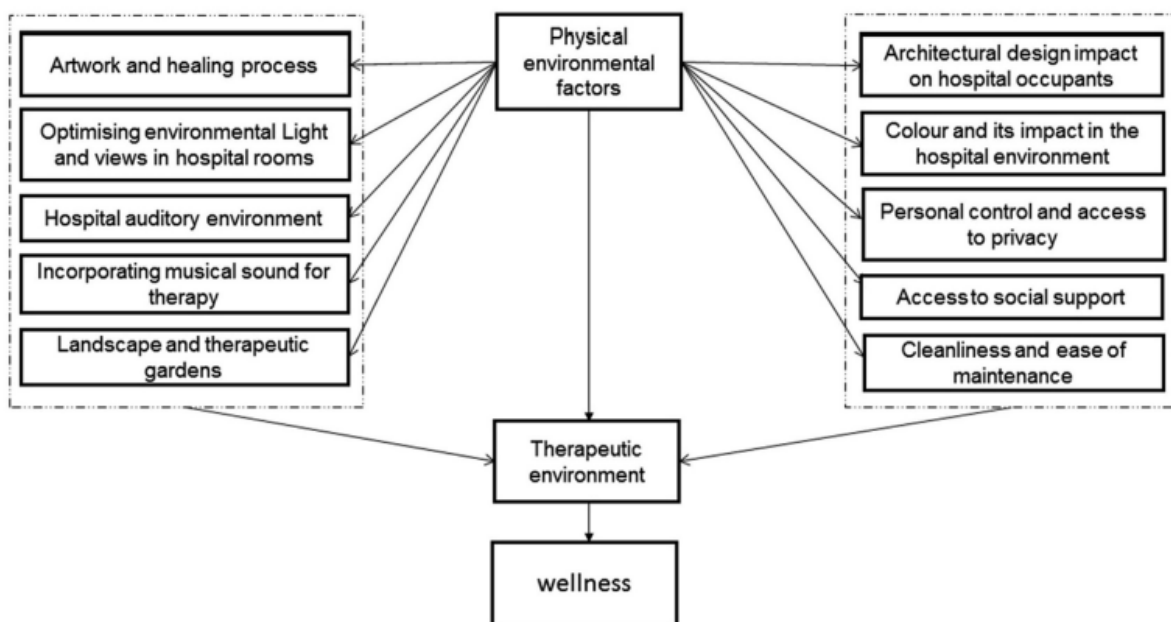 Physical
environmental
factors
Artwork and healing process
Optimising environmental Light
and views in hospital rooms
Hospital auditory environment
Incorporating musical sound for
therapy
Landscape and therapeutic
gardens
Architectural design impact
on hospital occupants
Colour and its impact in the
hospital environment
Personal control and access
to privacy
Access to social support
Cleanliness and ease of
maintenance
Therapeutic
environment
wellness